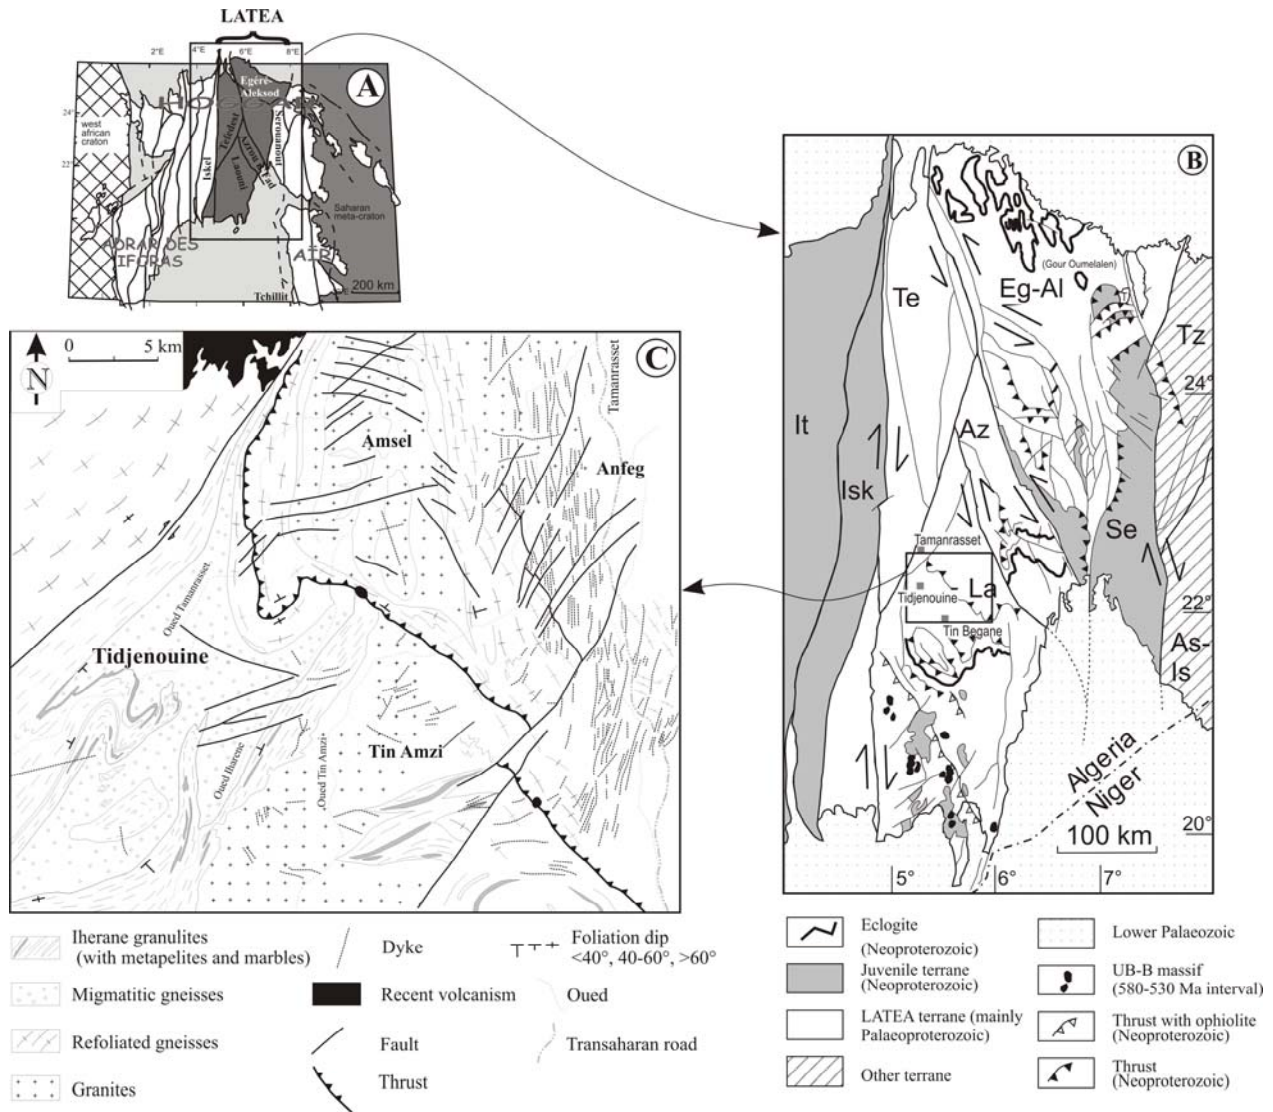 LATEA
2°E
4°E
6°E
8°E
A
Egéré-
Aleksod
HOGGAR
24°
west
african
craton
22°
Tefedest
Serouanout
Iskel
Azrou n Fad
Laouni
Saharan
meta-craton
ADRAR DES
IFORAS
AÏR
Tchillit
200 km
B
(Gour Oumelalen)
Te
Eg-Al
Tz
24°
It
Az
Isk
Se
Tamanrasset
Tidjenouine
La
22°
Tin Begane
As-
Is
Algeria
Niger
100 km
20°
5°
6°
7°
0
5 km
N
C
Tamanrasset
Amsel
Anfeg
Oued Tamanrasset
Tidjenouine
Tin Amzi
Oued Iharene
Oued Tin Amzi
Iherane granulites
(with metapelites and marbles)
Migmatitic gneisses
Refoliated gneisses
Granites
Dyke
Recent volcanism
Fault
Thrust
Foliation dip
<40°, 40-60°, >60°
Oued
Transaharan road
Eclogite
(Neoproterozoic)
Juvenile terrane
(Neoproterozoic)
LATEA terrane (mainly
Palaeoproterozoic)
Other terrane
Lower Palaeozoic
UB-B massif
(580-530 Ma interval)
Thrust with ophiolite
(Neoproterozoic)
Thrust
(Neoproterozoic)